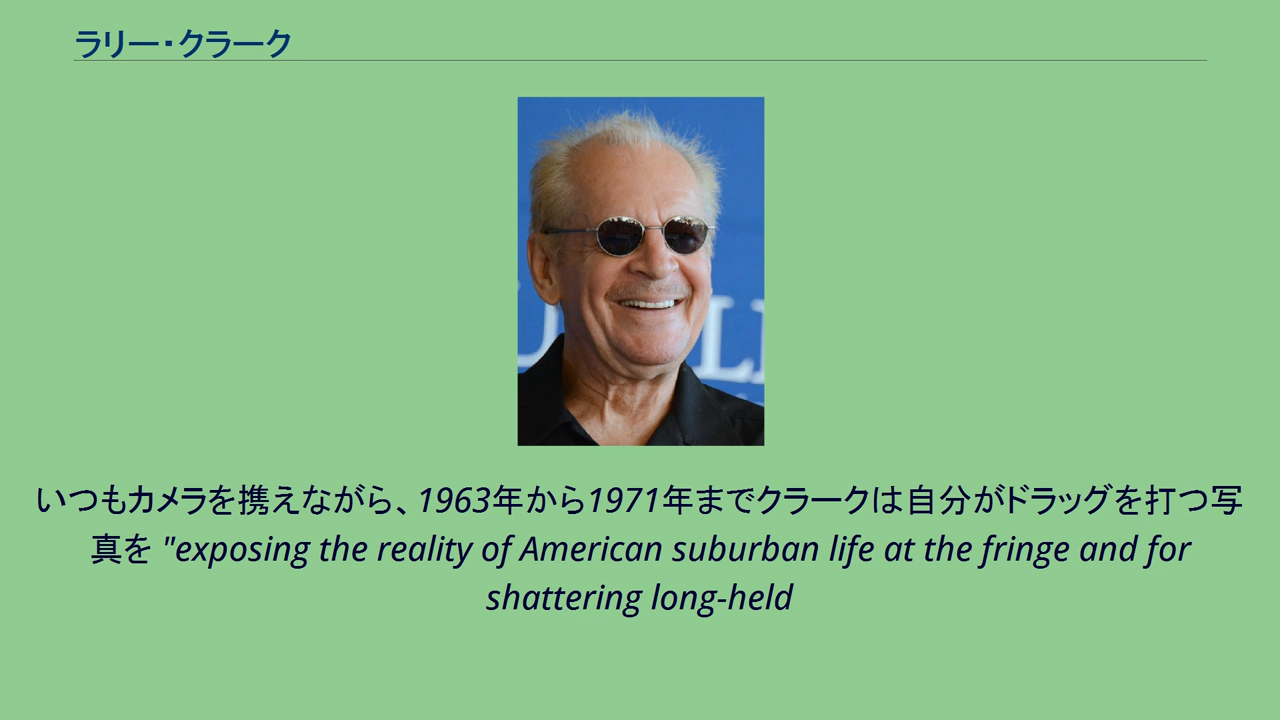 ラリー・クラーク
いつもカメラを携えながら、1963年から1971年までクラークは自分がドラッグを打つ写
真を "exposing the reality of American suburban life at the fringe and for
shattering long-held